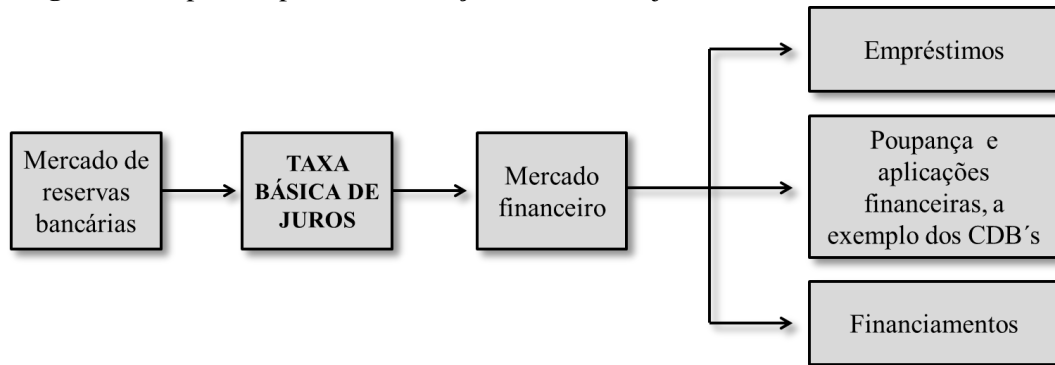 Empréstimos
Mercado de
reservas
bancárias
TAXA
BÁSICA DE
JUROS
Mercado
financeiro
Poupança e
aplicações
financeiras, a
exemplo dos CDB´s
Financiamentos